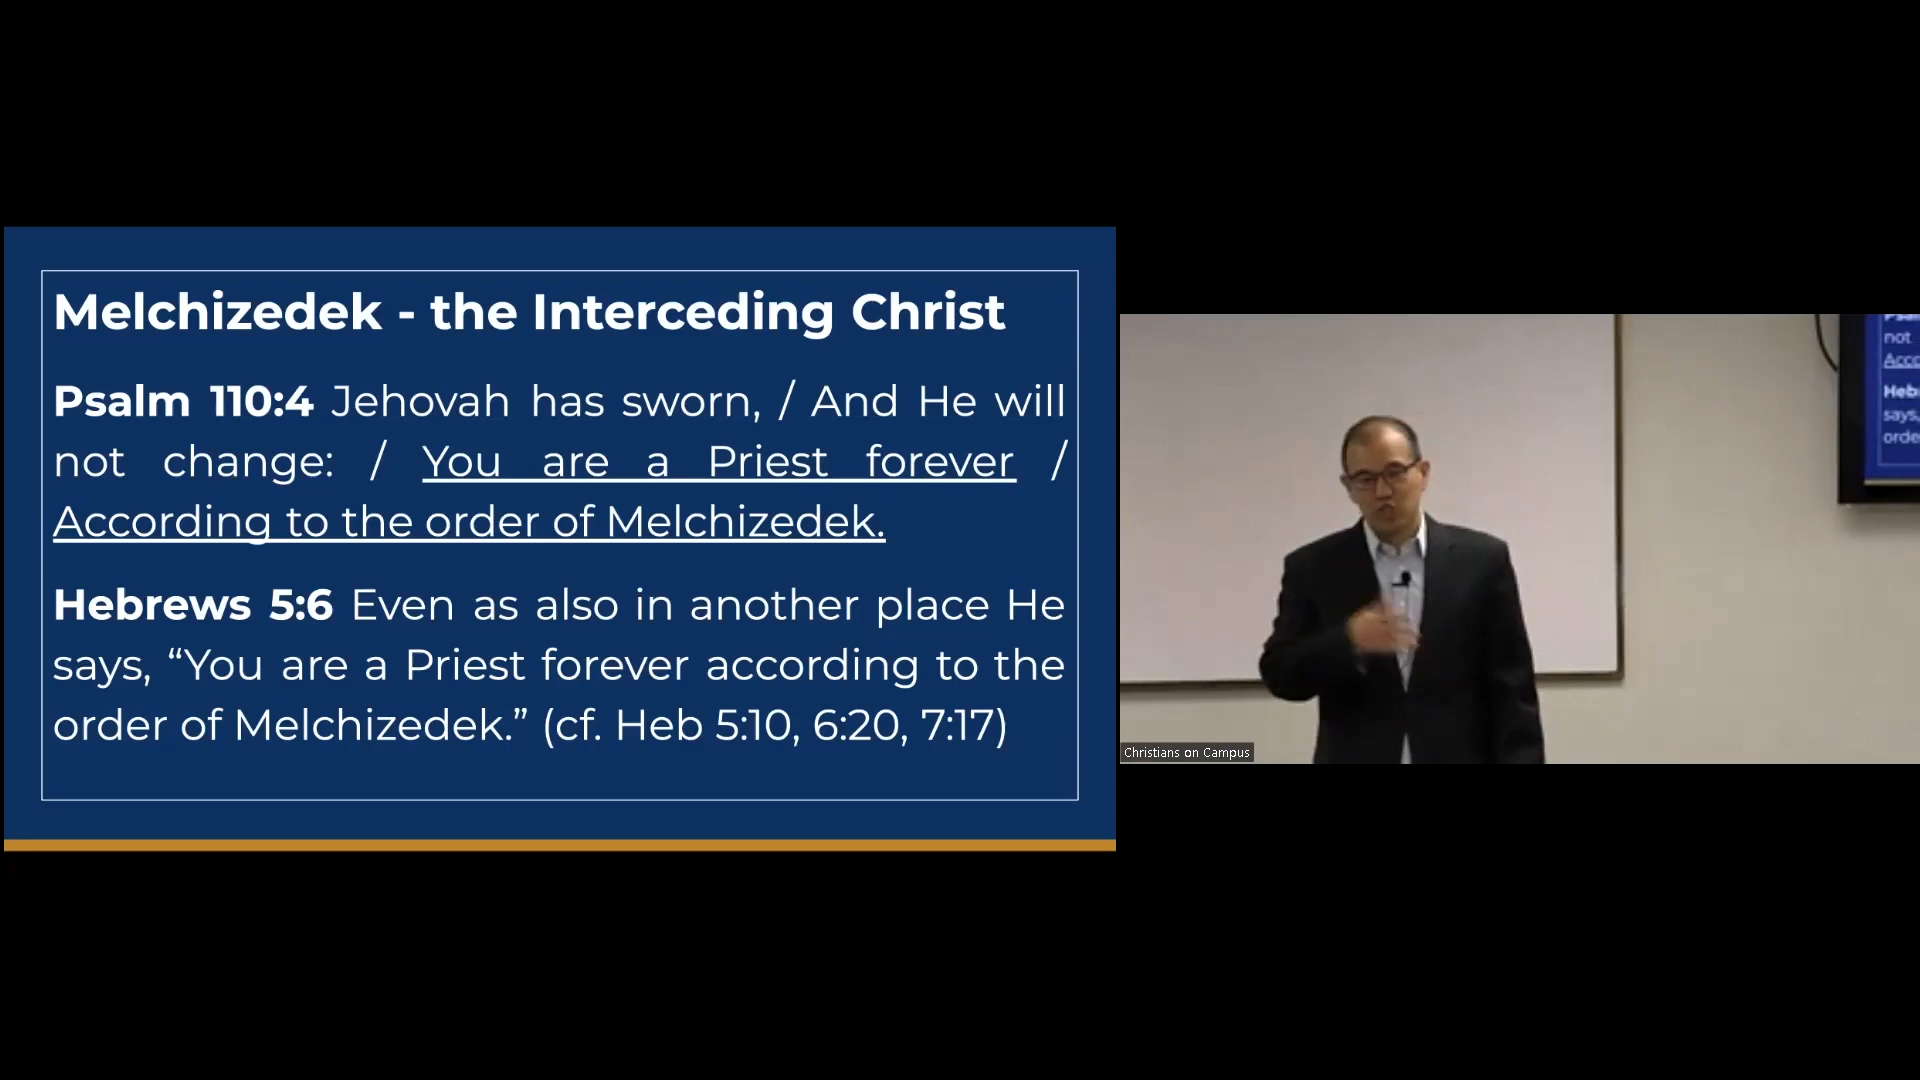 Melchizedek - the Interceding Christ
Psalm 110:4 Jehovah has sworn, / And He will
not change: / You are a Priest forever /
According to the order of Melchizedek.
Hebrews 5:6 Even as also in another place He
says, “You are a Priest forever according to the
order of Melchizedek.” (cf. Heb 5:10, 6:20, 7:17)
not
Acco
Heb
says,
orde
Christians on Campus